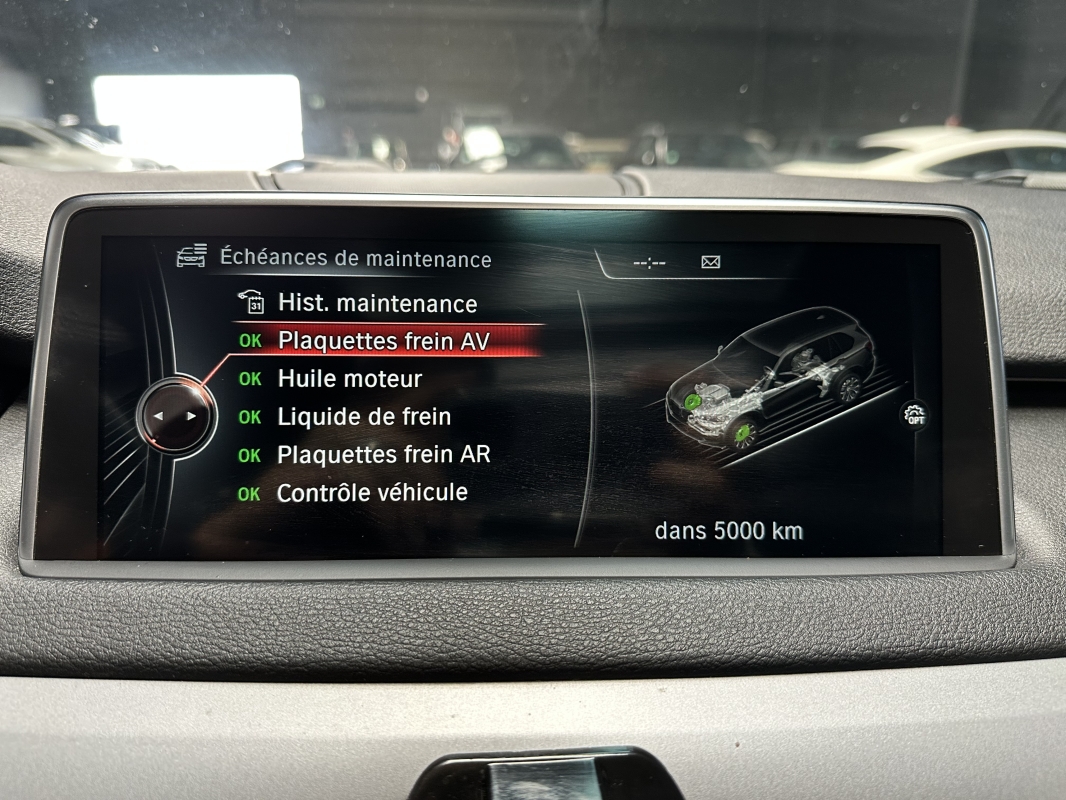 Échéances de maintenance
--:--
31 Hist. maintenance
OK Plaquettes frein AV
OK Huile moteur
OK Liquide de frein
OK Plaquettes frein AR
OK Contrôle véhicule
OPT
dans 5000 km